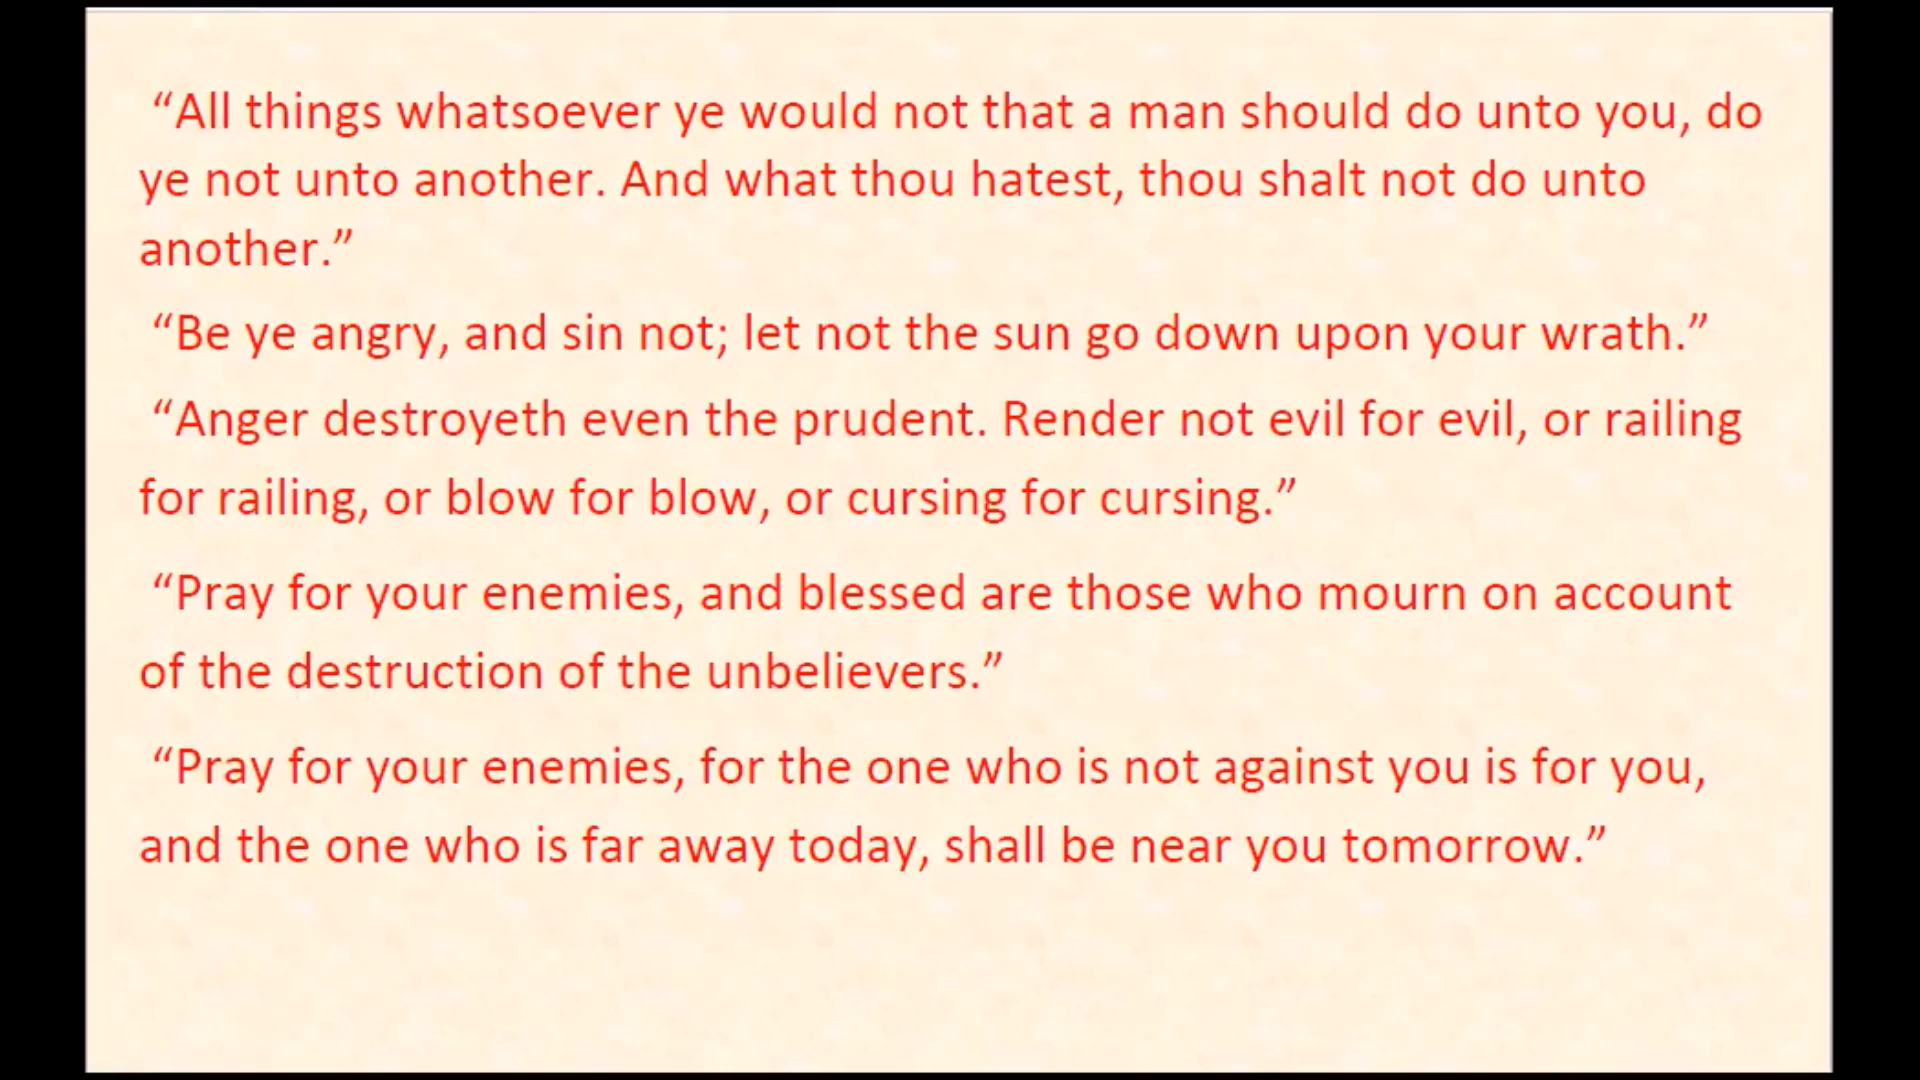 “All things whatsoever ye would not that a man should do unto you, do
ye not unto another. And what thou hatest, thou shalt not do unto
another.”
“Be ye angry, and sin not; let not the sun go down upon your wrath.”
“Anger destroyeth even the prudent. Render not evil for evil, or railing
for railing, or blow for blow, or cursing for cursing.”
“Pray for your enemies, and blessed are those who mourn on account
of the destruction of the unbelievers.”
“Pray for your enemies, for the one who is not against you is for you,
and the one who is far away today, shall be near you tomorrow.”